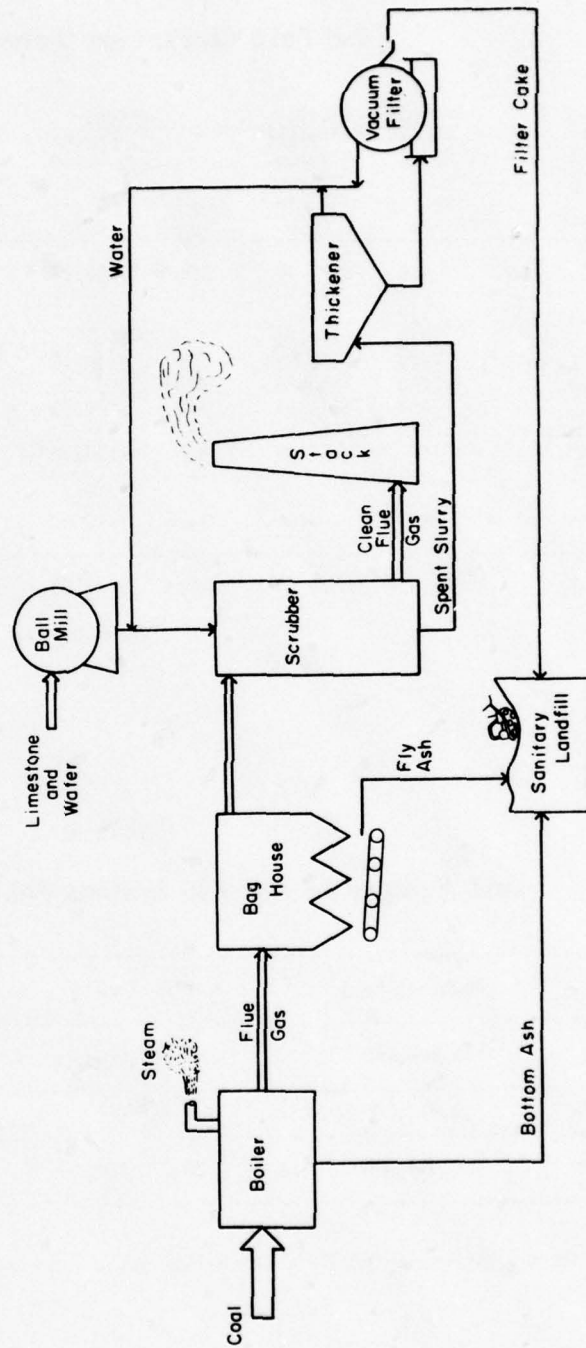 Coal
Boiler
Steam
Flue
Gas
Bag
House
Limestone
and
Water
Ball
Mill
Scrubber
Fly
Ash
Bottom Ash
Sanitary
Landfill
Clean
Flue
Gas
Spent Slurry
Stack
Water
Thickener
Vacuum
Filter
Filter Cake